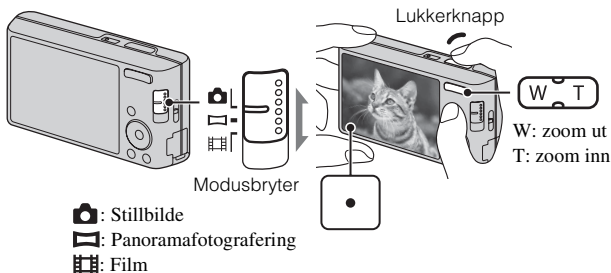 Lukkerknapp
W T
W: zoom ut
T: zoom inn
Modusbryter
: Stillbilde
: Panoramafotografering
: Film